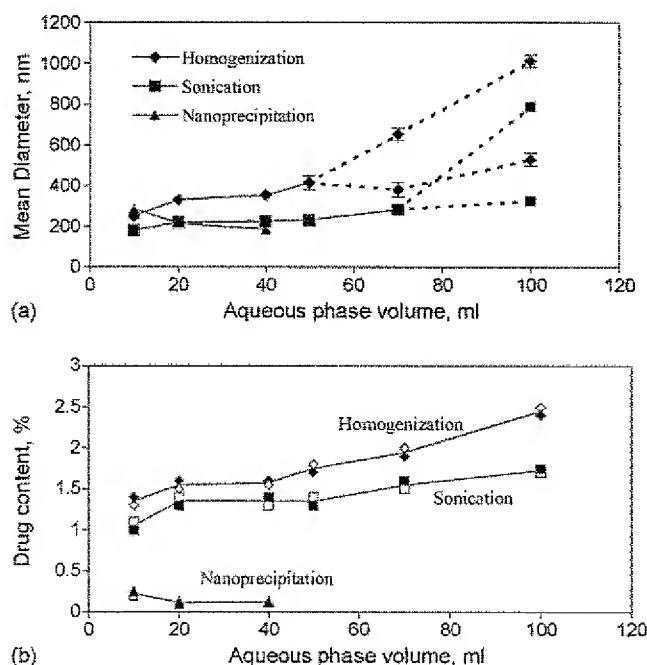 1200
1000
800
600
400
200
0
Mean Diameter, nm
Homogenization
Sonication
Nanoprecipitation
0 20 40 60 80 100 120
(a) Aqueous phase volume, ml
3
2.5
2
1.5
1
0.5
0
Drug content, %
Homogenization
Sonication
Nanoprecipitation
0 20 40 60 80 100 120
(b) Aqueous phase volume, ml